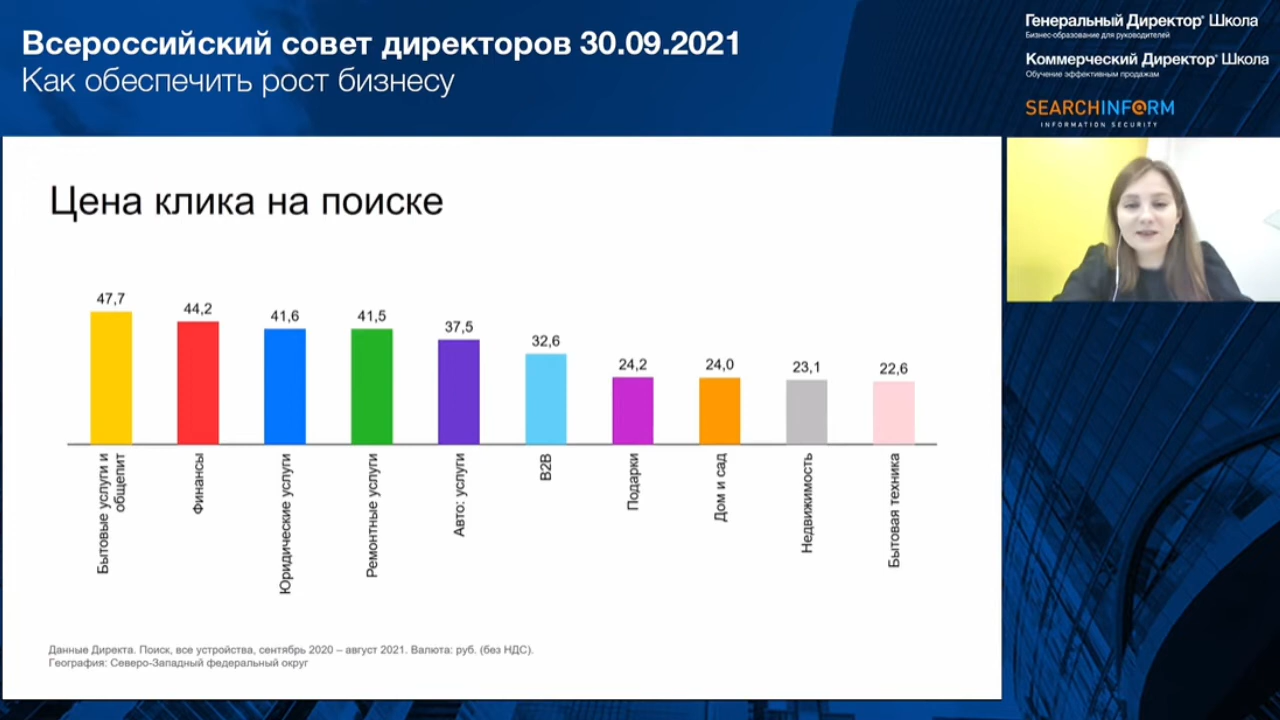 Всероссийский совет директоров 30.09.2021
Как обеспечить рост бизнесу
Генеральный Директор® Школа
Бизнес-образование для руководителей
Коммерческий Директор® Школа
Обучение эффективным продажам
SEARCHINF@RM
INFORMATION SECURITY
Цена клика на поиске
47,7
44,2
41,6
41,5
37,5
32,6
24,2
24,0
23,1
22,6
Бытовые услуги и
общепит
Финансы
Юридические услуги
Ремонтные услуги
Авто: услуги
B2B
Подарки
Дом и сад
Недвижимость
Бытовая техника
Данные Директа. Поиск, все устройства, сентябрь 2020 – август 2021. Валюта: руб. (без НДС).
География: Северо-Западный федеральный округ